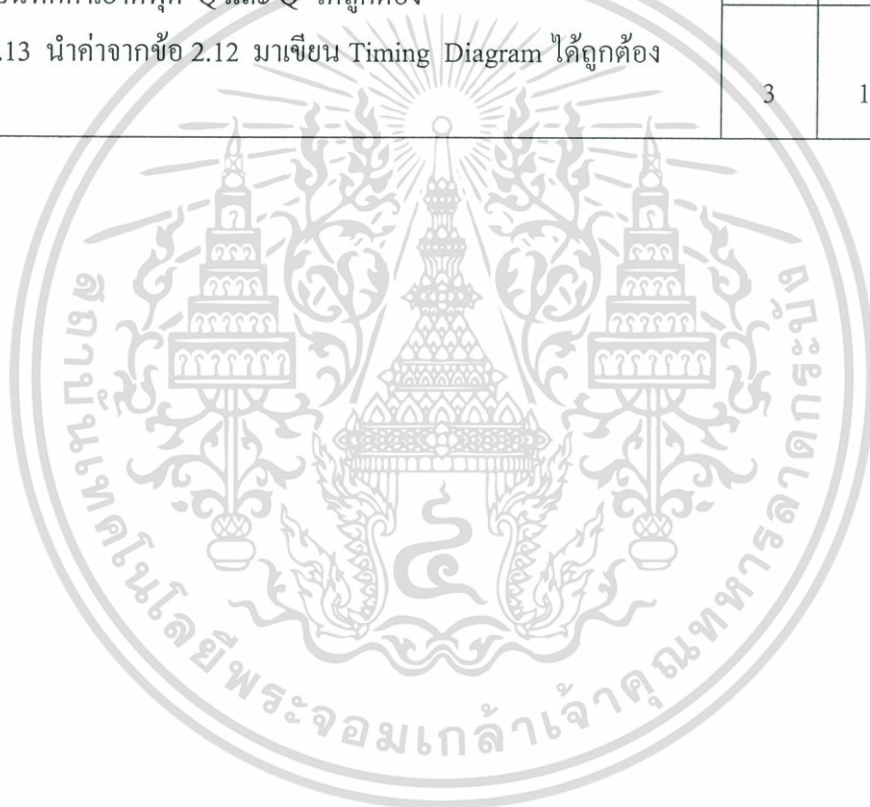 .13 นำค่าจากข้อ 2.12 มาเขียน Timing Diagram ได้ถูกต้อง
3 1
สถาบันเทคโนโลยีพระจอมเกล้าเจ้าคุณทหารลาดกระบัง